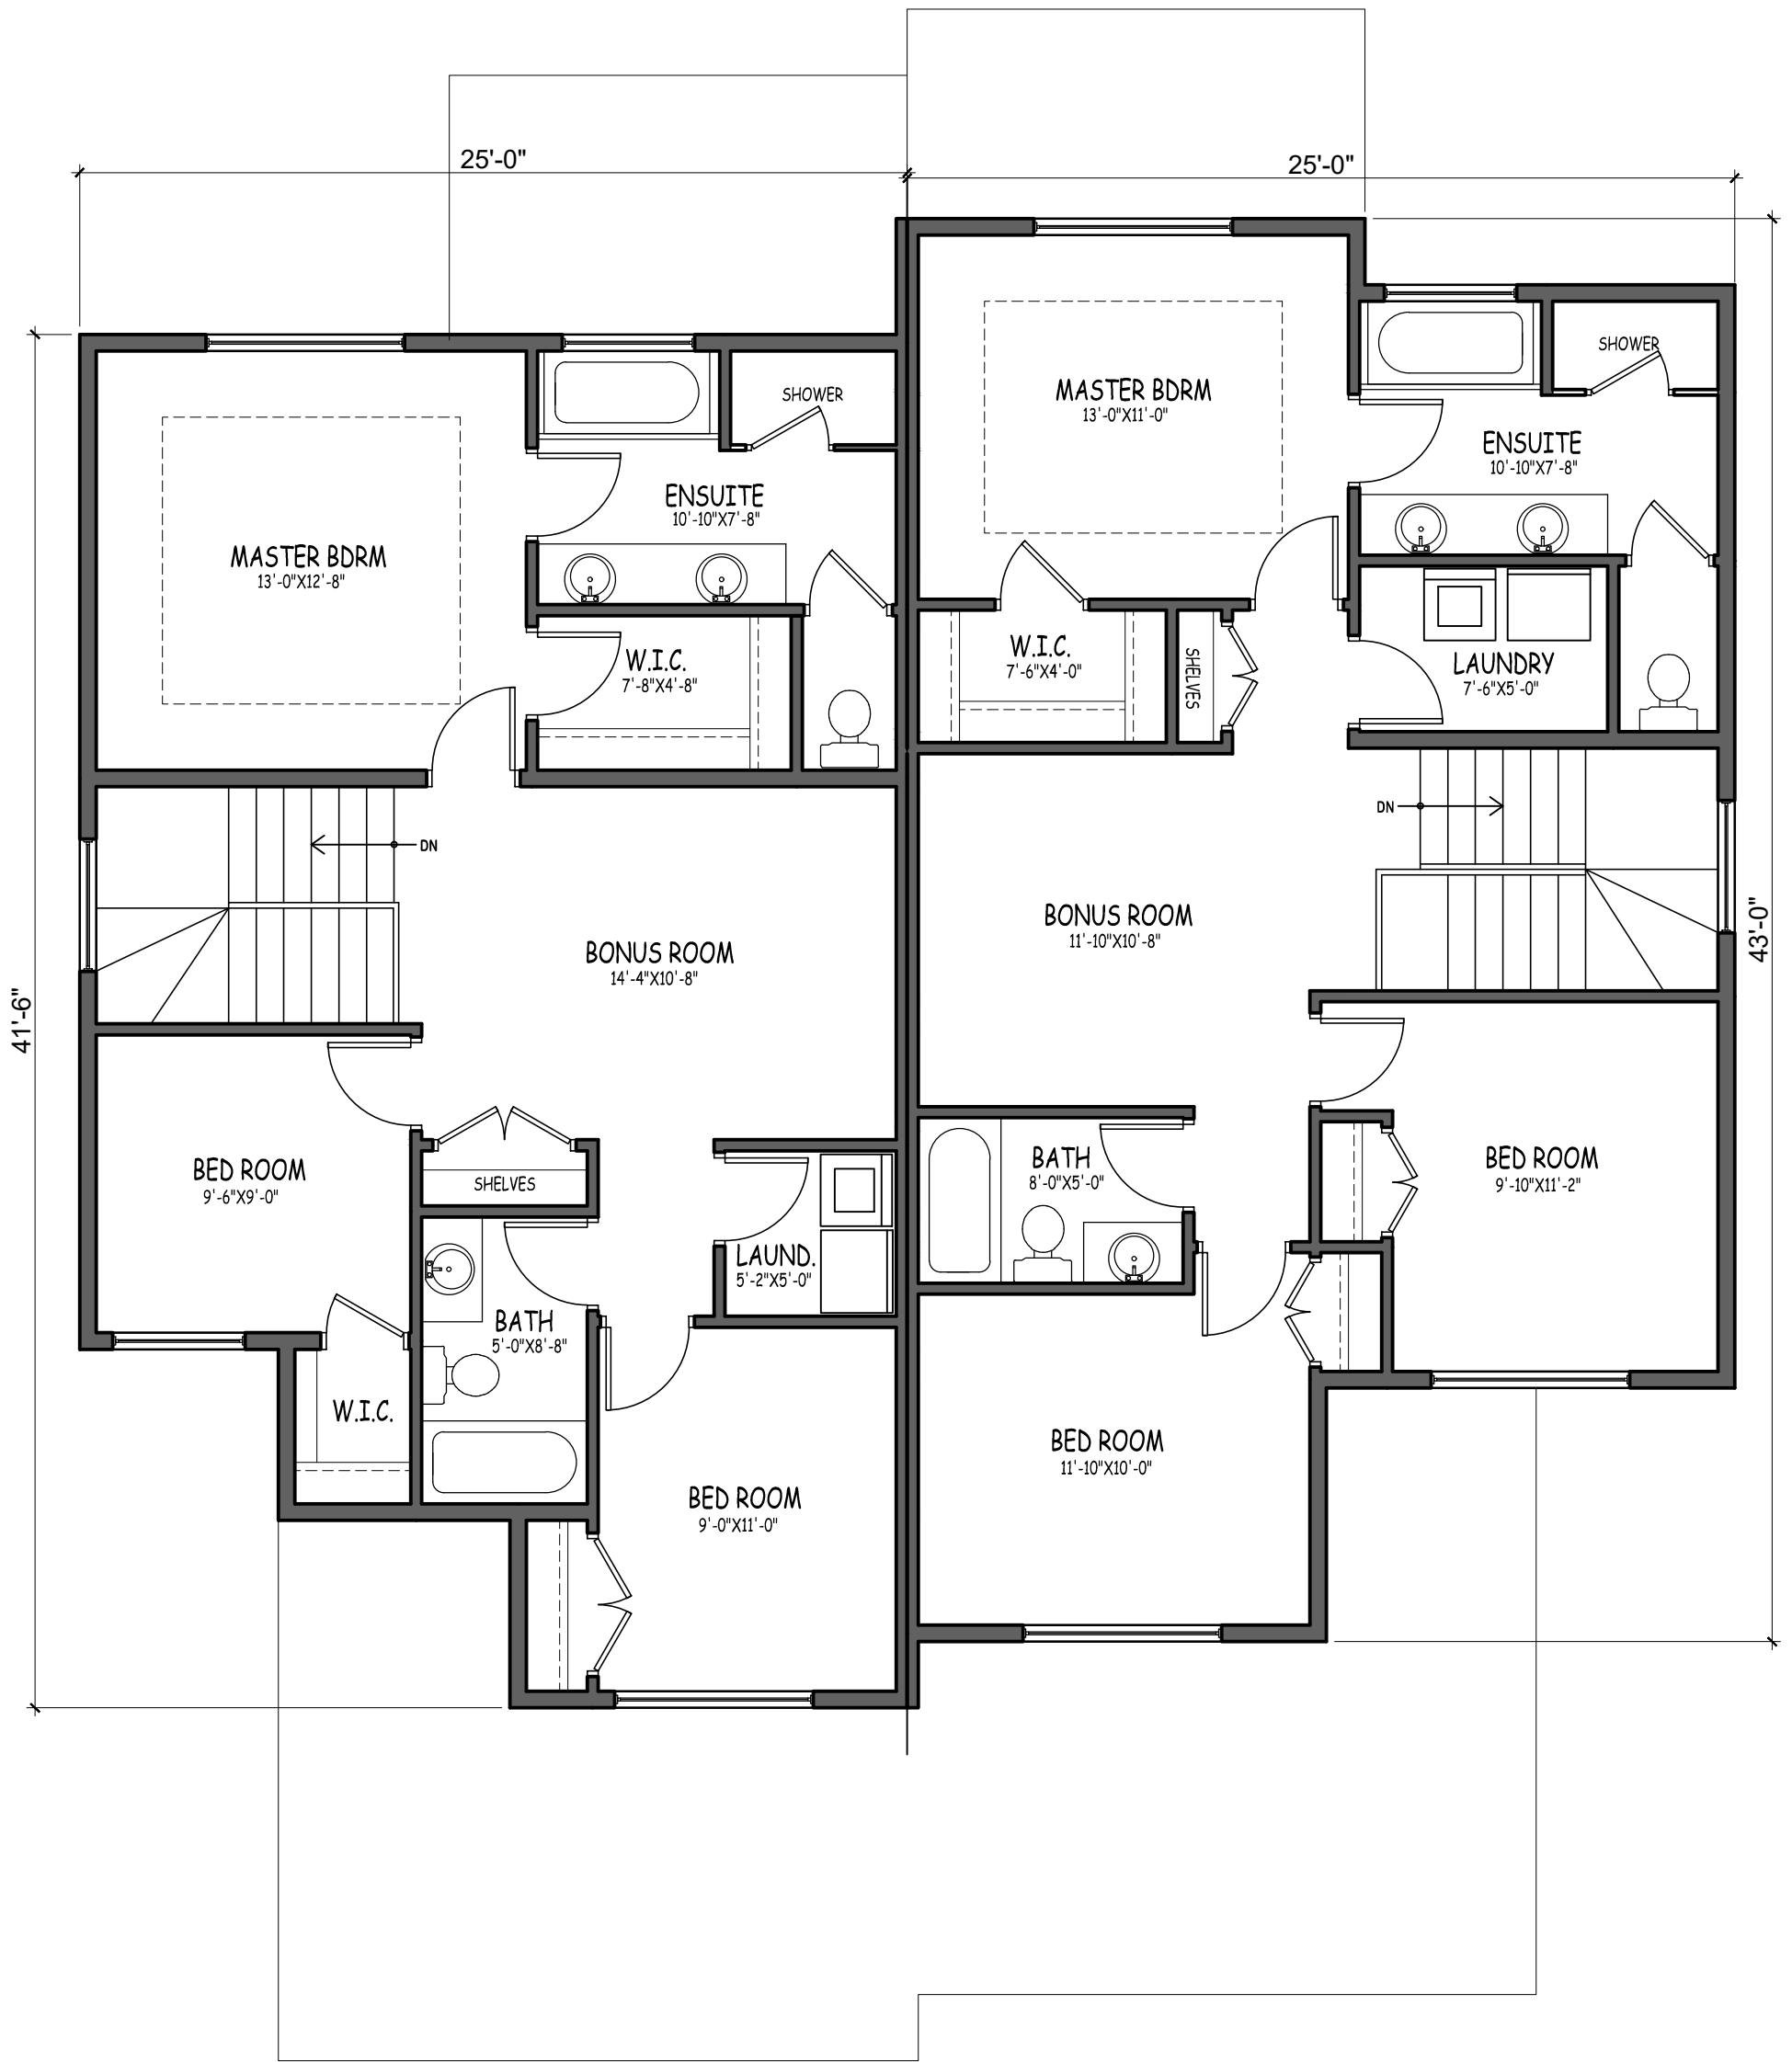 25'-0"
25'-0"
SHOWER
SHOWER
MASTER BDRM
13'-0"X11'-0"
ENSUITE
10'-10"X7'-8"
ENSUITE
10'-10"X7'-8"
MASTER BDRM
13'-0"X12'-8"
W.I.C.
7'-8"X4'-8"
W.I.C.
7'-6"X4'-0"
SHELVES
LAUNDRY
7'-6"X5'-0"
DN
DN
BONUS ROOM
14'-4"X10'-8"
BONUS ROOM
11'-10"X10'-8"
43'-0"
41'-6"
BED ROOM
9'-6"X9'-0"
SHELVES
BATH
8'-0"X5'-0"
BED ROOM
9'-10"X11'-2"
LAUND.
5'-2"X5'-0"
BATH
5'-0"X8'-8"
W.I.C.
BED ROOM
11'-10"X10'-0"
BED ROOM
9'-0"X11'-0"